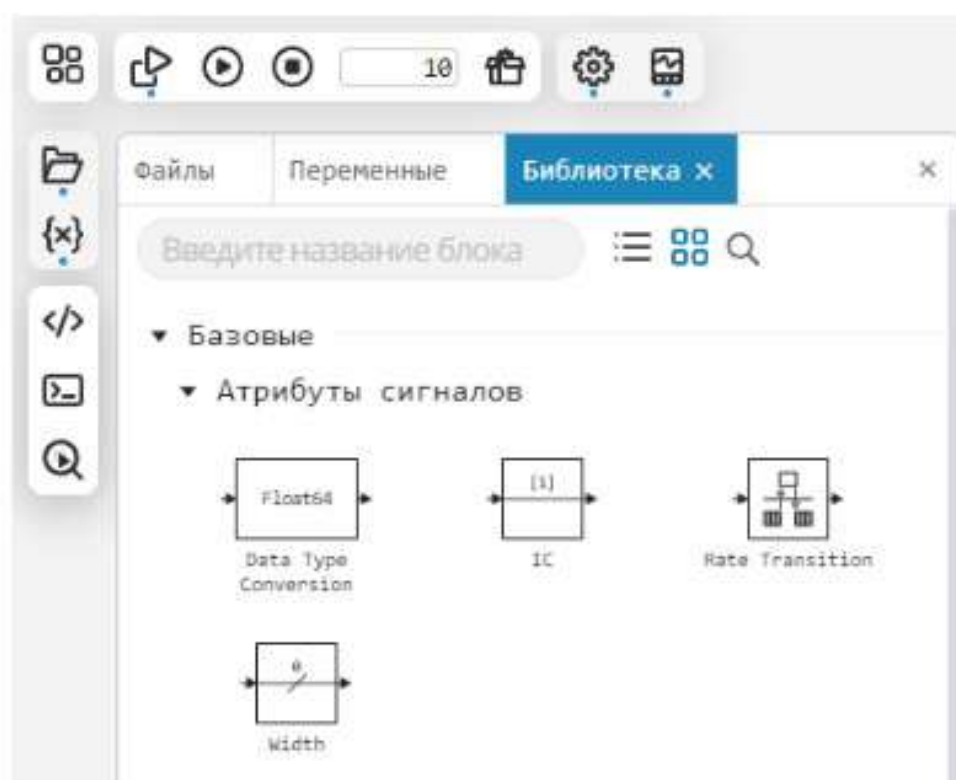 10
Файлы Переменные Библиотека
Введите название блока
Базовые
Атрибуты сигналов
Float64 [1]
Data Type IC Rate Transition
Conversion
0
Width